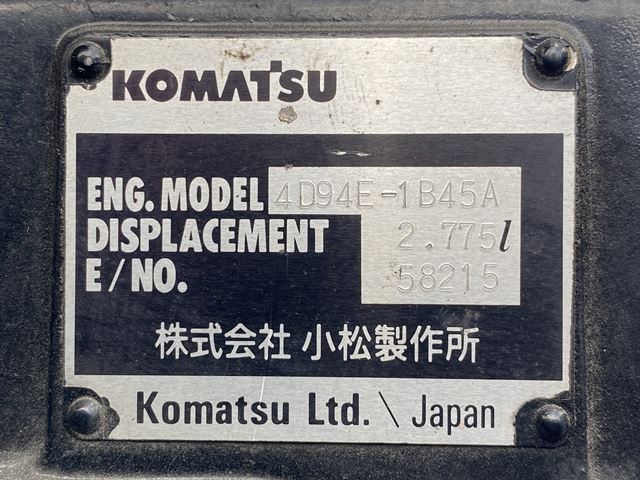 KOMATSU
ENG. MODEL 4D94E-1B45A
DISPLACEMENT 2.775l
E/NO. 58215
株式会社 小松製作所
Komatsu Ltd. \ Japan